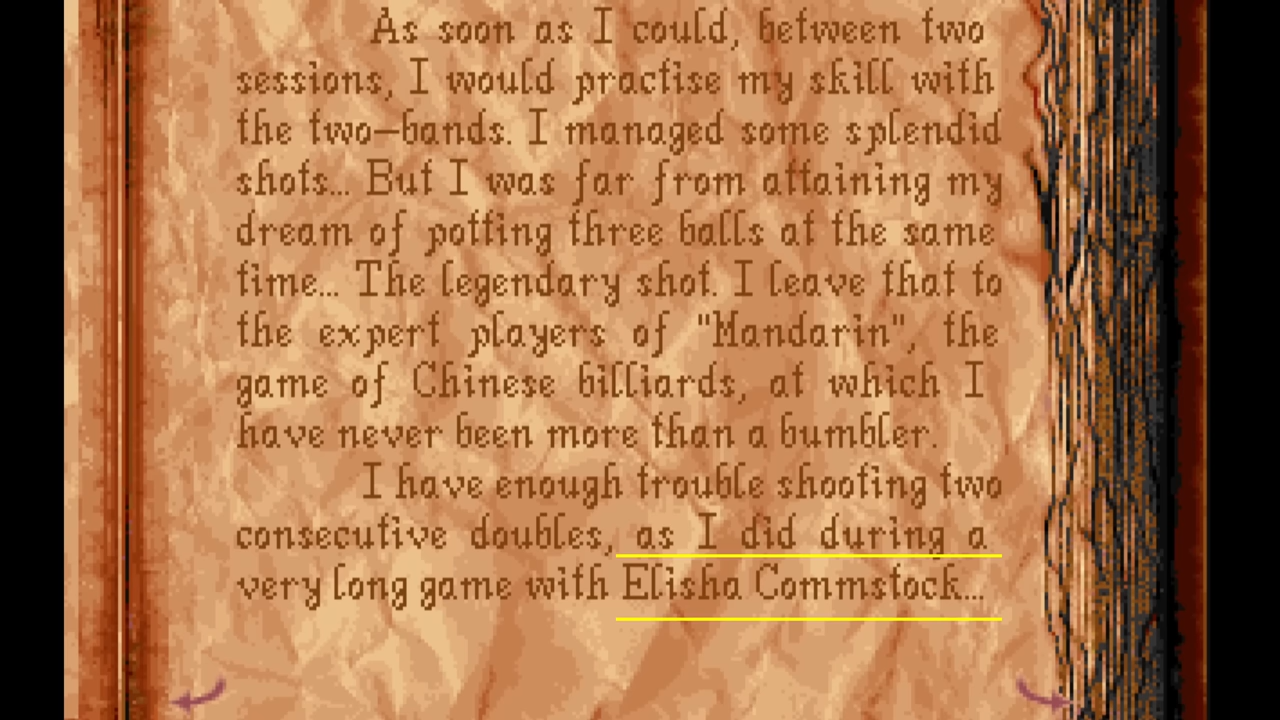 As soon as I could, between two
sessions, I would practise my skill with
the two-bands. I managed some splendid
shots... But I was far from attaining my
dream of potting three balls at the same
time... The legendary shot. I leave that to
the expert players of "Mandarin", the
game of Chinese billiards, at which I
have never been more than a bumbler.
I have enough trouble shooting two
consecutive doubles, as I did during a
very long game with Elisha Commstock...